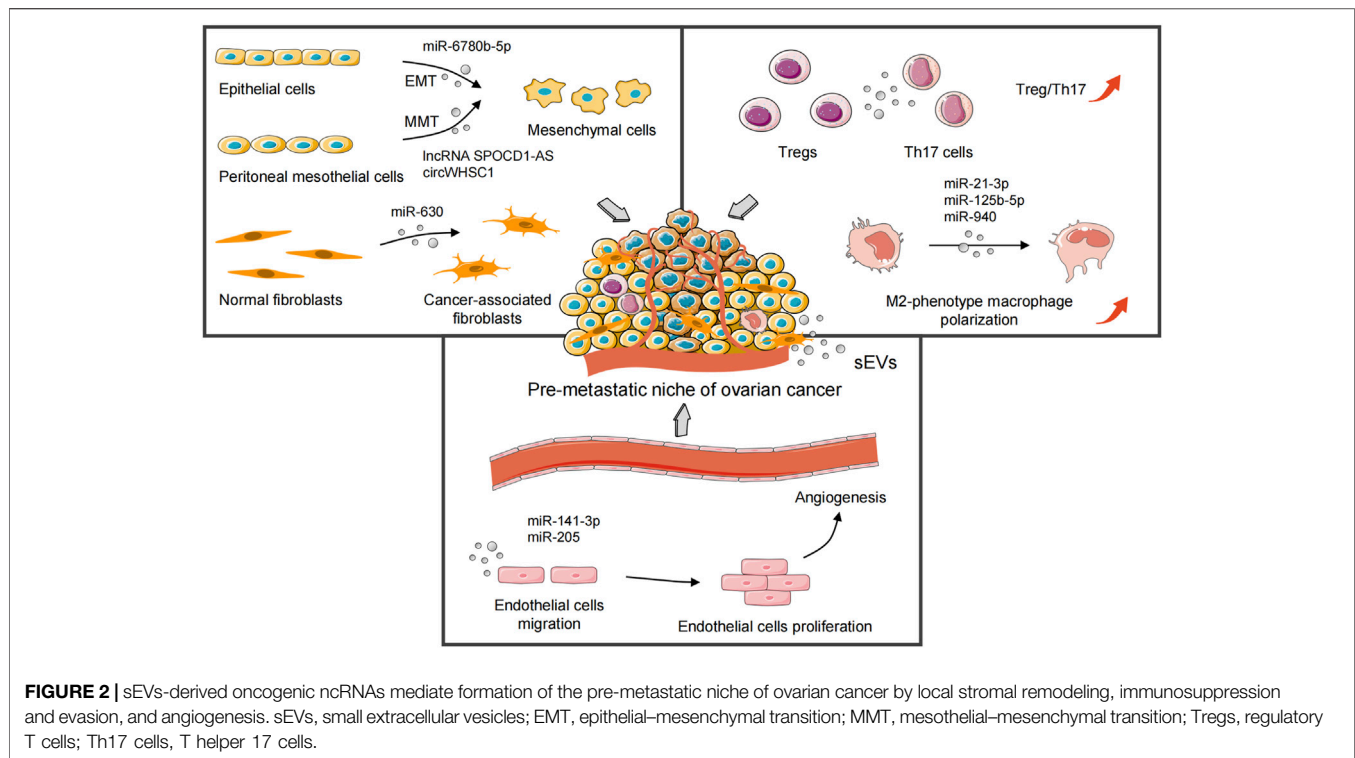 miR-6780b-5p
EMT
Epithelial cells
MMT
Mesenchymal cells
lncRNA SPOCD1-AS
circWHSC1
Peritoneal mesothelial cells
miR-630
Normal fibroblasts
Cancer-associated
fibroblasts
Treg/Th17
Tregs
Th17 cells
miR-21-3p
miR-125b-5p
miR-940
M2-phenotype macrophage
polarization
sEVs
Pre-metastatic niche of ovarian cancer
Angiogenesis
miR-141-3p
miR-205
Endothelial cells
migration
Endothelial cells proliferation
FIGURE 2 | sEVs-derived oncogenic ncRNAs mediate formation of the pre-metastatic niche of ovarian cancer by local stromal remodeling, immunosuppression
and evasion, and angiogenesis. sEVs, small extracellular vesicles; EMT, epithelial–mesenchymal transition; MMT, mesothelial–mesenchymal transition; Tregs, regulatory
T cells; Th17 cells, T helper 17 cells.